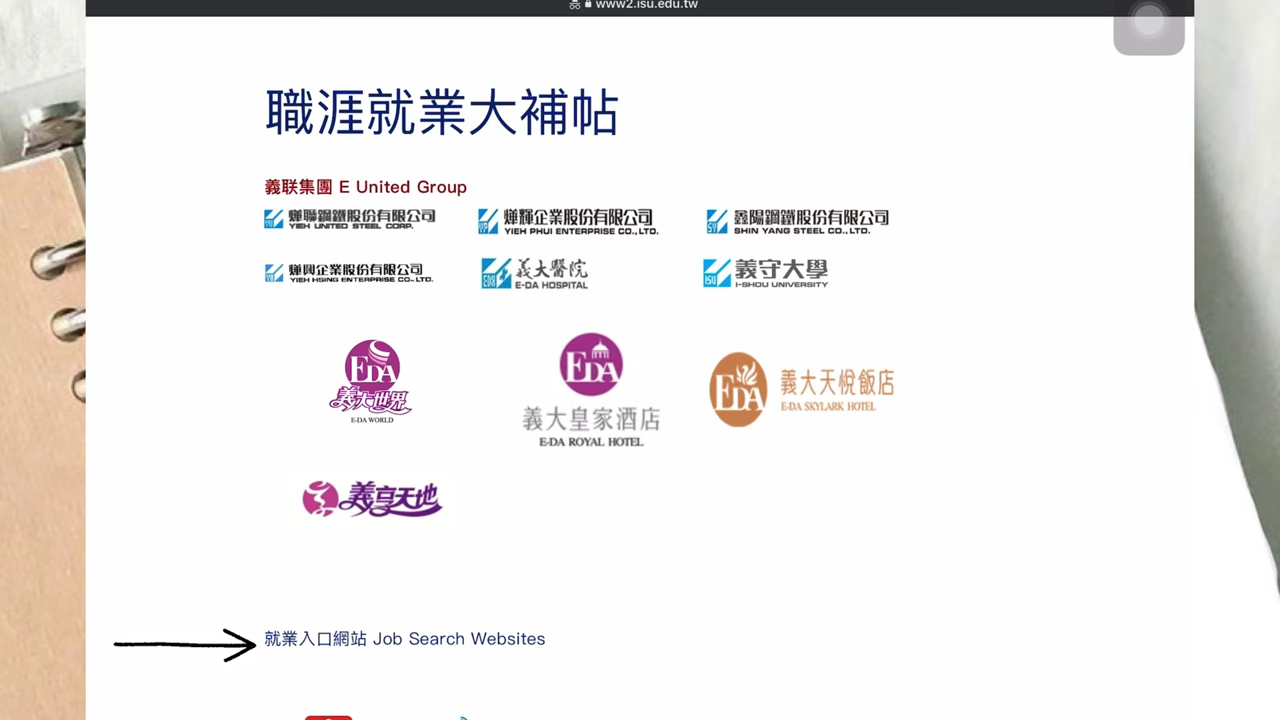 www2.isu.edu.tw
職涯就業大補帖
義联集團 E United Group
燁聯鋼鐵股份有限公司
YIEH UNITED STEEL CORP.
燁輝企業股份有限公司
YIEH PHUI ENTERPRISE CO.,LTD.
鑫陽鋼鐵股份有限公司
SHIN YANG STEEL CO.,LTD.
燁興企業股份有限公司
YIEH HSING ENTERPRISE CO.,LTD.
義大醫院
E-DA HOSPITAL
ISU
義守大學
I-SHOU UNIVERSITY
EDA
義大世界
E-DA WORLD
EDA
義大皇家酒店
E-DA ROYAL HOTEL
EDA
義大天悅飯店
E-DA SKYLARK HOTEL
義享天地
就業入口網站 Job Search Websites